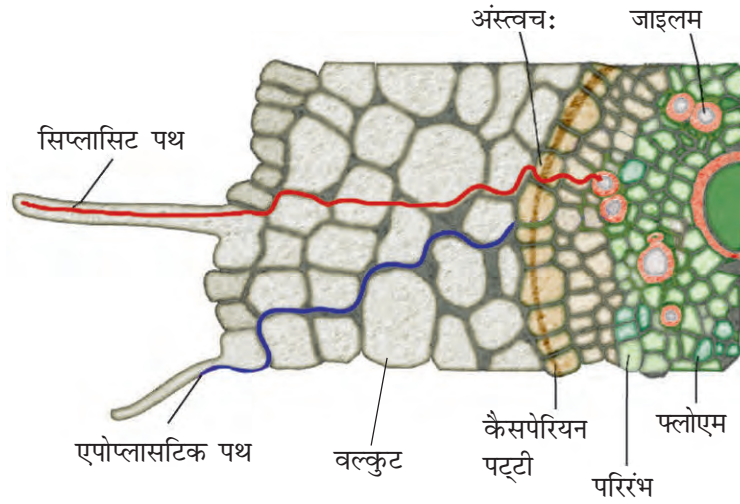 अंस्त्वच:
जाइलम
सिप्लासिट पथ
एपोप्लासटिक पथ
वल्कुट
कैसपेरियन
पट्टी
परिरंभ
फ्लोएम